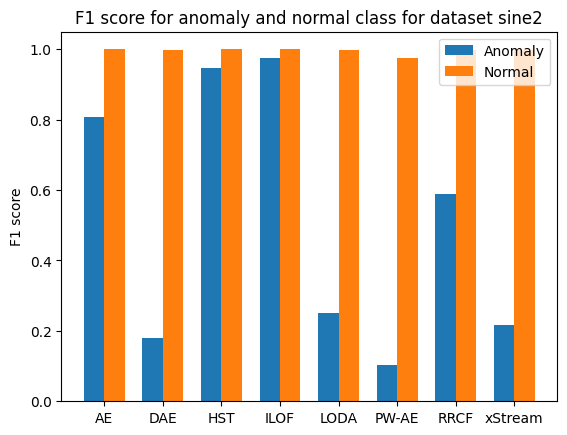 F1 score for anomaly and normal class for dataset sine2
Anomaly
Normal
F1 score
1.0
0.8
0.6
0.4
0.2
0.0
AE DAE HST ILOF LODA PW-AE RRCF xStream